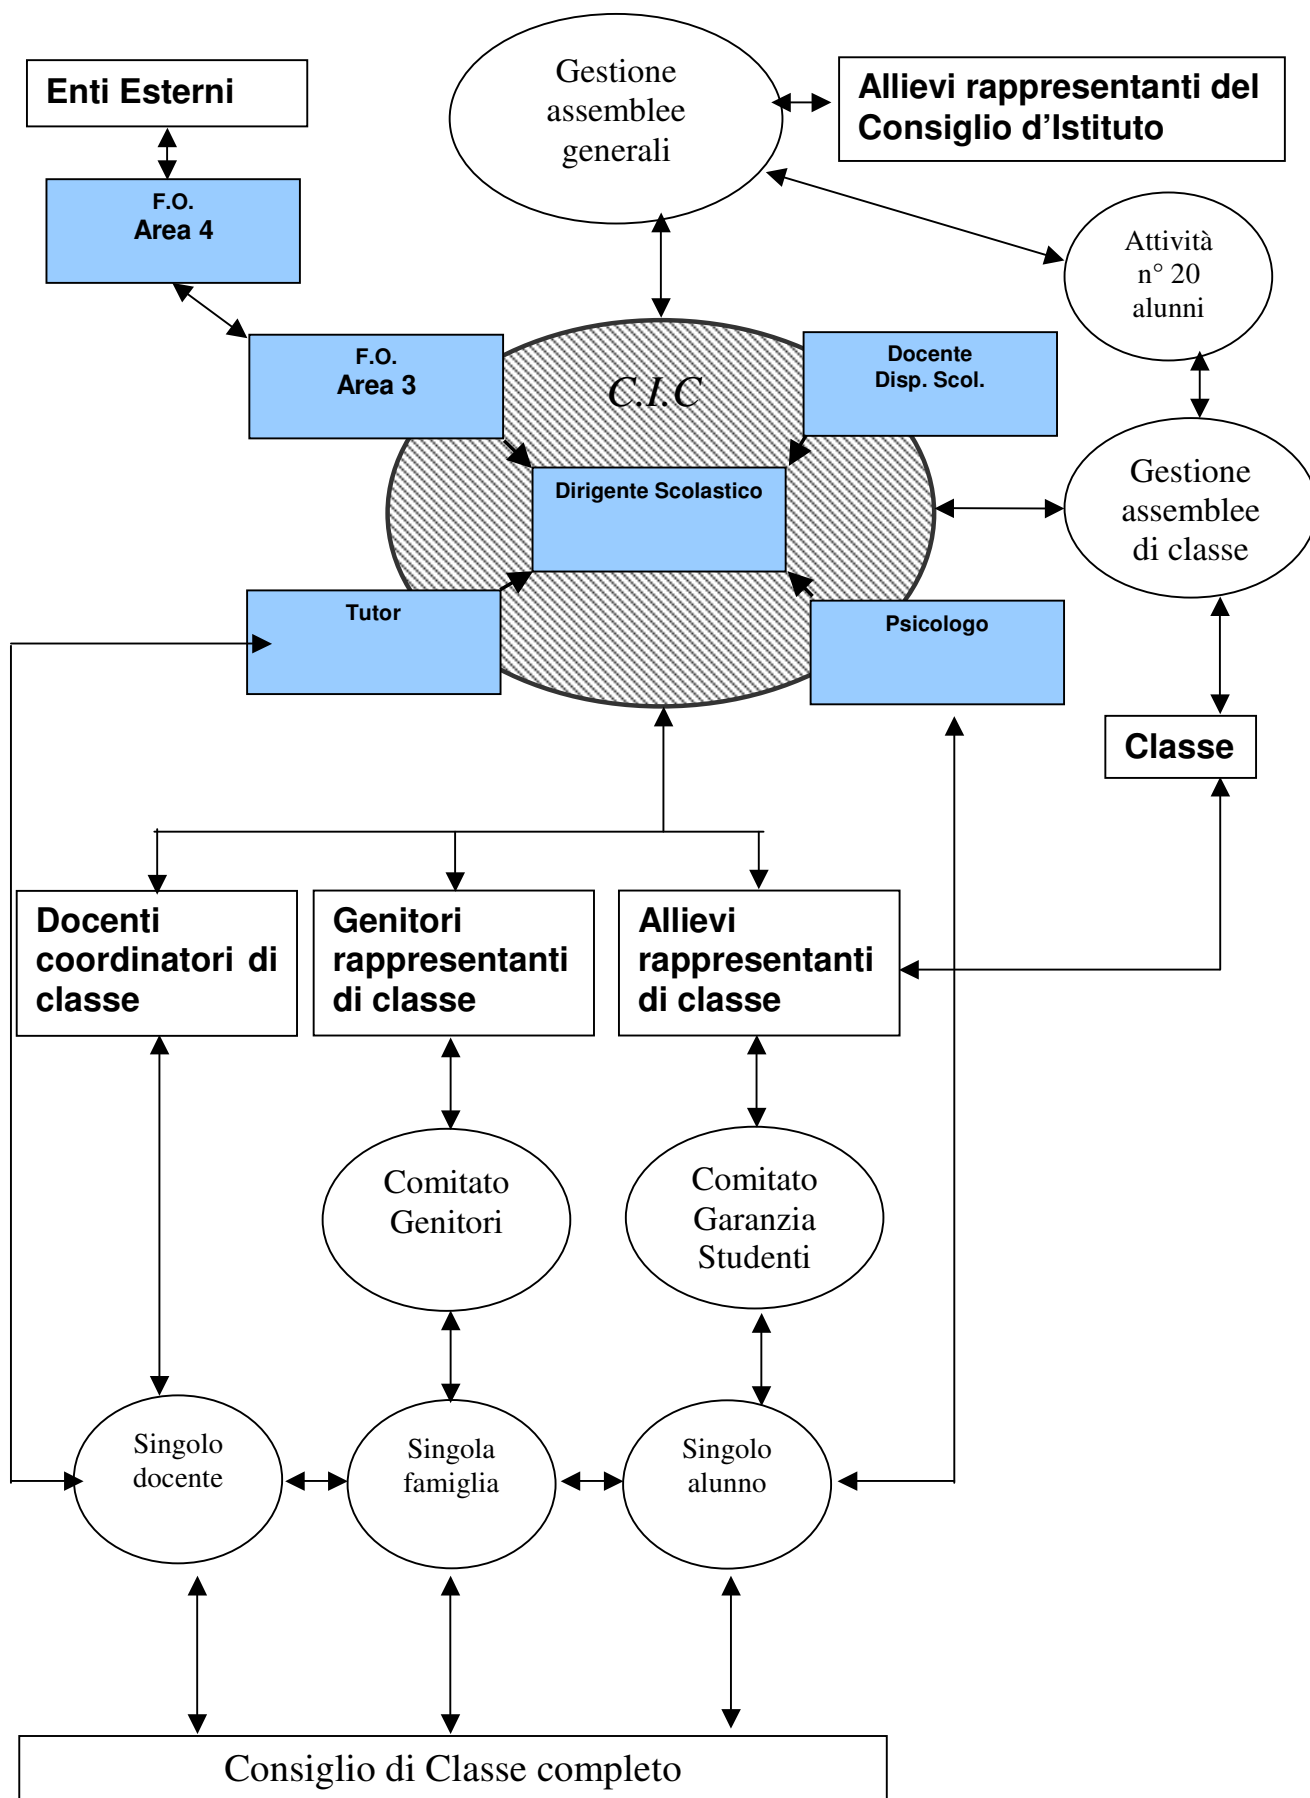 Gestione
assemblee
generali
Enti Esterni
Allievi rappresentanti del
Consiglio d'Istituto
F.O.
Area 4
Attività
n° 20
alunni
F.O.
Area 3
C.I.C
Docente
Disp. Scol.
Dirigente Scolastico
Gestione
assemblee
di classe
Tutor
Psicologo
Classe
Docenti
coordinatori di
classe
Genitori
rappresentanti
di classe
Allievi
rappresentanti
di classe
Comitato
Genitori
Comitato
Garanzia
Studenti
Singolo
docente
Singola
famiglia
Singolo
alunno
Consiglio di Classe completo